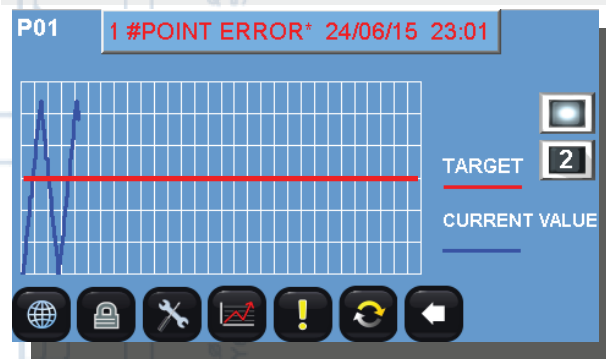 P01
1 #POINT ERROR* 24/06/15 23:01
2
TARGET
CURRENT VALUE